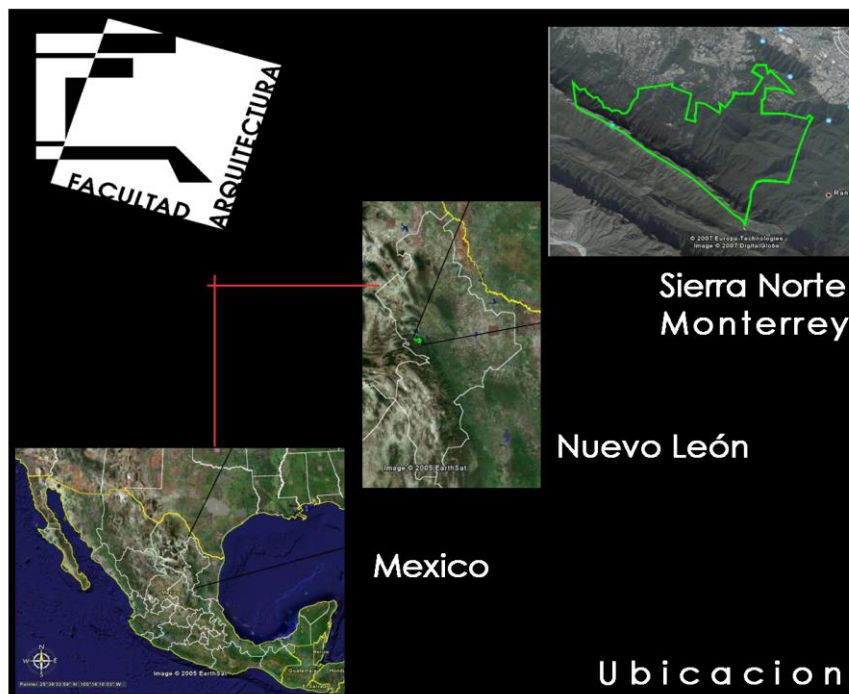 FACULTAD
ARQUITECTURA
© 2007 Europa Technologies
Image © 2007 DigitalGlobe
Sierra Norte
Monterrey
Image © 2005 EarthSat
Nuevo León
Mexico
N
W E
S
Image © 2005 EarthSat
Ubicacion